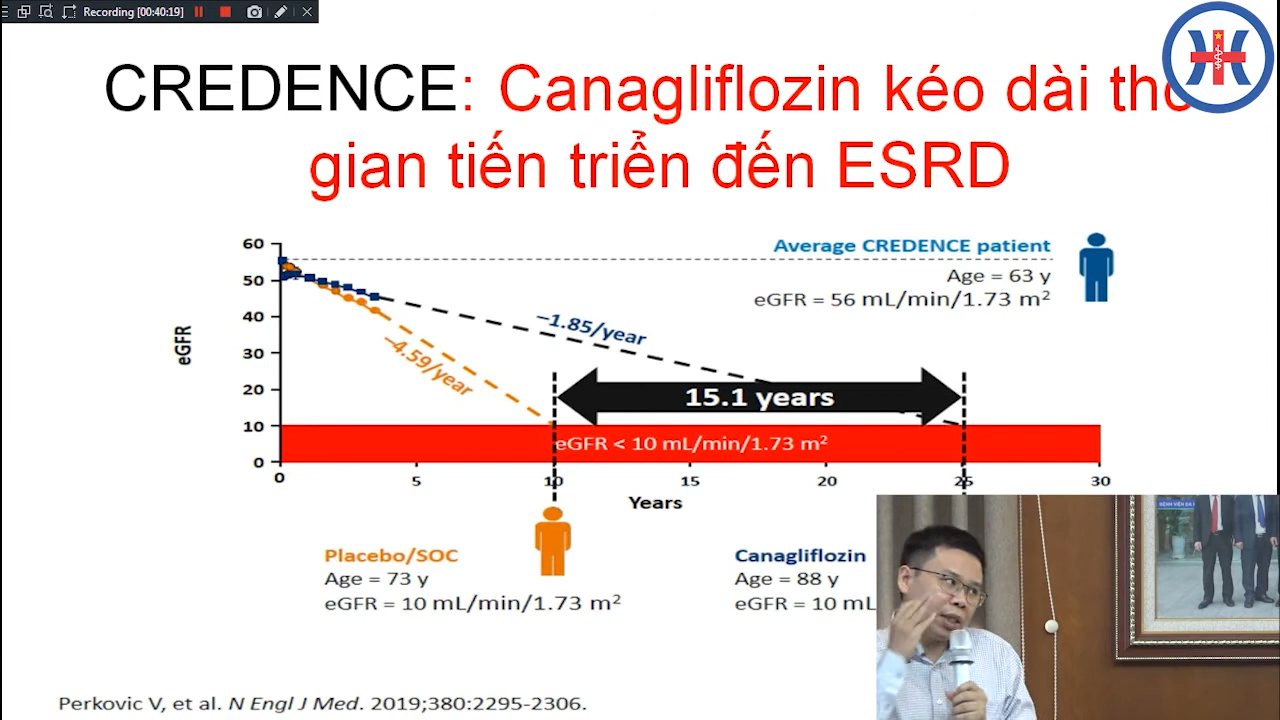 Recording [00:40:19]
CREDENCE: Canagliflozin kéo dài
gian tiến triển đến ESRD
60
50
40
30
20
10
0
eGFR
Average CREDENCE patient
Age = 63 y
eGFR = 56 mL/min/1.73 m²
−1.85/year
−4.59/year
15.1 years
eGFR < 10 mL/min/1.73 m²
0 5 10 15 20 25 30
Years
Placebo/SOC
Age = 73 y
eGFR = 10 mL/min/1.73 m²
Canagliflozin
Age = 88 y
eGFR = 10 mL
BỆNH VIỆN ĐA
Perkovic V, et al. N Engl J Med. 2019;380:2295-2306.